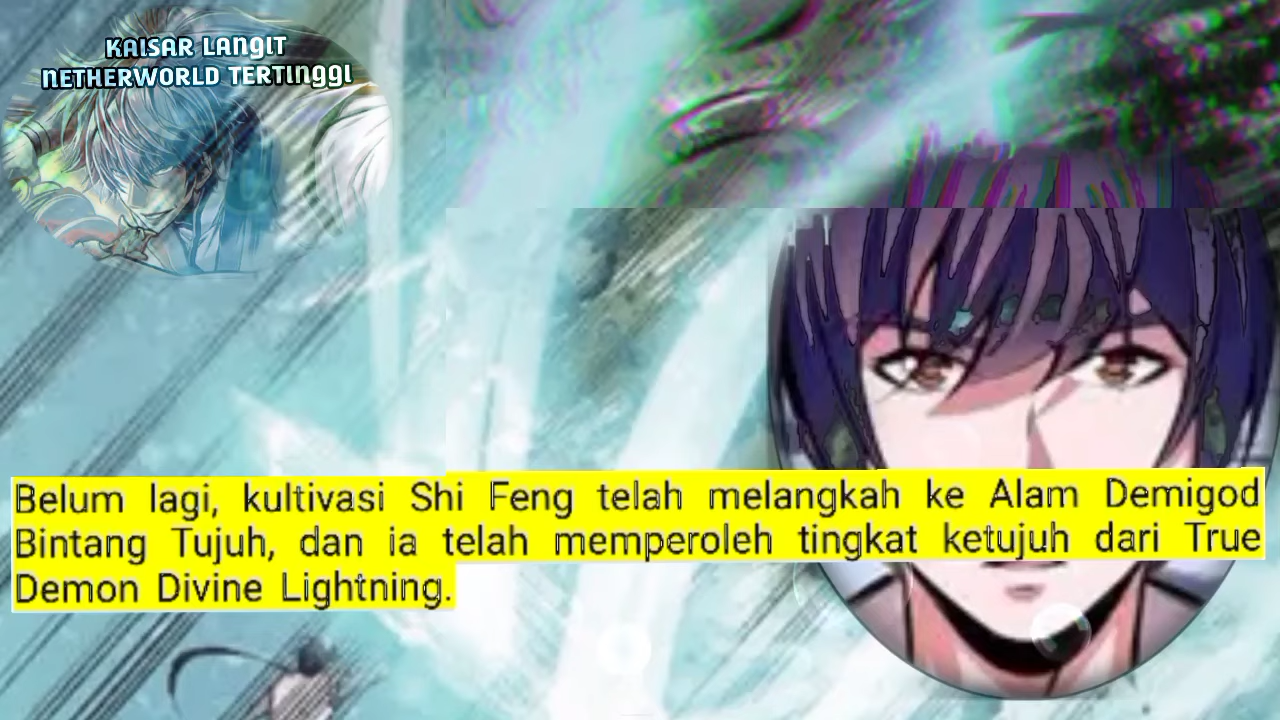 KAISAR LANGIT
NETHERWORLD TERTINGGI
Belum lagi, kultivasi Shi Feng telah melangkah ke Alam Demigod
Bintang Tujuh, dan ia telah memperoleh tingkat ketujuh dari True
Demon Divine Lightning.